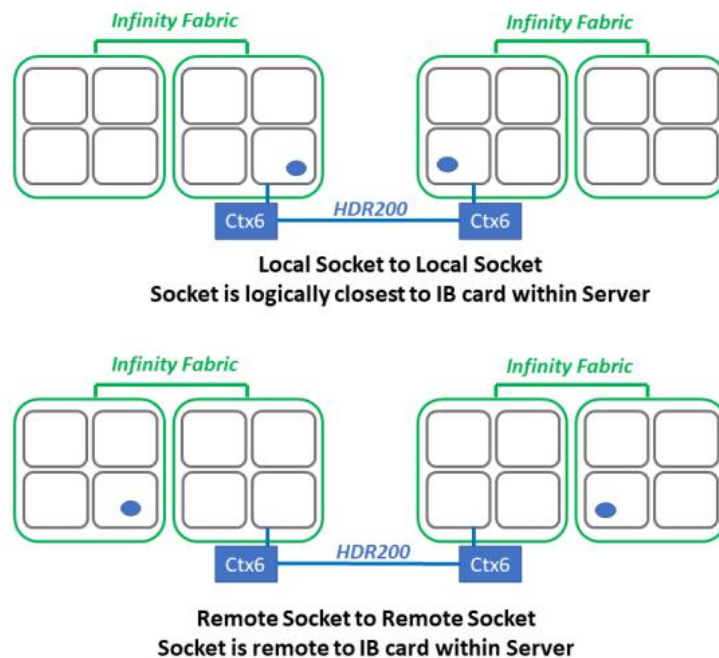 Infinity Fabric
Infinity Fabric
Ctx6
HDR200
Ctx6
Local Socket to Local Socket
Socket is logically closest to IB card within Server
Infinity Fabric
Infinity Fabric
Ctx6
HDR200
Ctx6
Remote Socket to Remote Socket
Socket is remote to IB card within Server